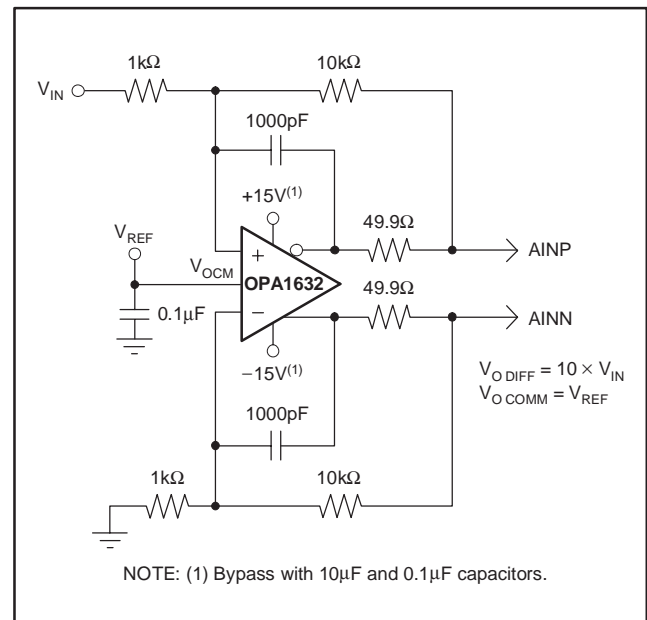 1kΩ
10kΩ
V_IN
1000pF
+15V(1)
49.9Ω
V_REF
V_OCM
+
AINP
OPA1632
49.9Ω
0.1μF
−
AINN
−15V(1)
V_O DIFF = 10 × V_IN
V_O COMM = V_REF
1000pF
1kΩ
10kΩ
NOTE: (1) Bypass with 10μF and 0.1μF capacitors.